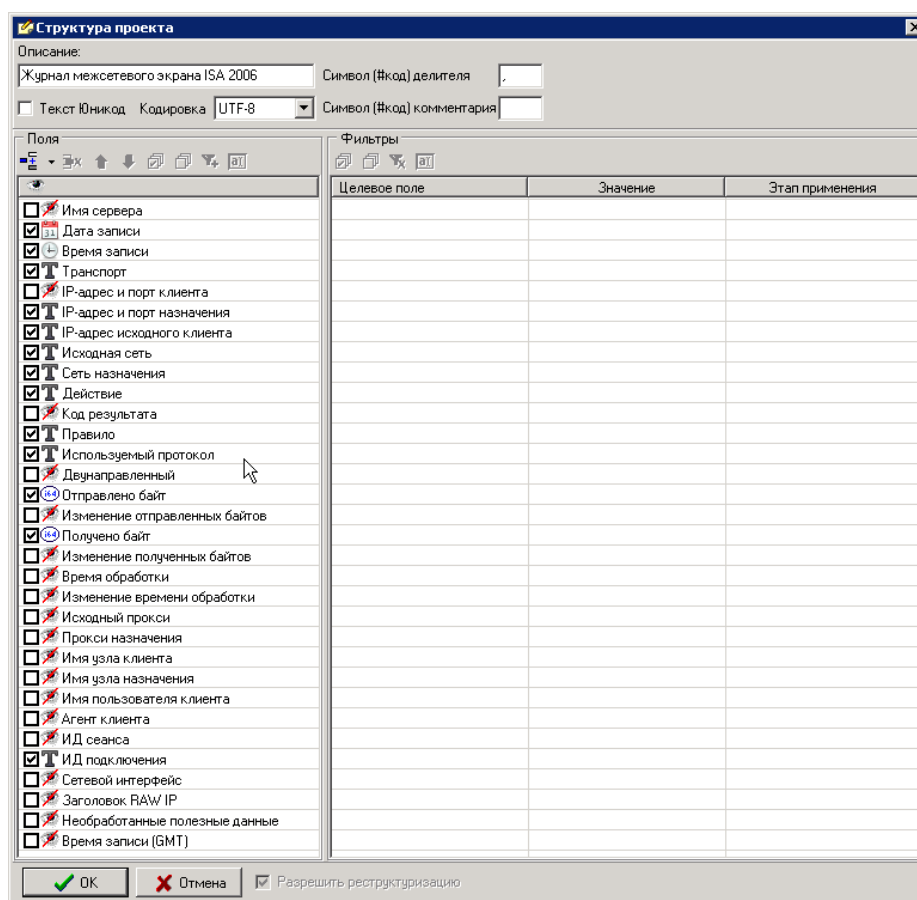 Структура проекта
Описание:
Журнал межсетевого экрана ISA 2006
Символ (#код) делителя
,
Текст Юникод
Кодировка
UTF-8
Символ (#код) комментария
Поля
Фильтры
Целевое поле
Значение
Этап применения
Имя сервера
Дата записи
Время записи
Транспорт
IP-адрес и порт клиента
IP-адрес и порт назначения
IP-адрес исходного клиента
Исходная сеть
Сеть назначения
Действие
Код результата
Правило
Используемый протокол
Двунаправленный
Отправлено байт
Изменение отправленных байтов
Получено байт
Изменение полученных байтов
Время обработки
Изменение времени обработки
Исходный прокси
Прокси назначения
Имя узла клиента
Имя узла назначения
Имя пользователя клиента
Агент клиента
ИД сеанса
ИД подключения
Сетевой интерфейс
Заголовок RAW IP
Необработанные полезные данные
Время записи (GMT)
OK
Отмена
Разрешить реструктуризацию